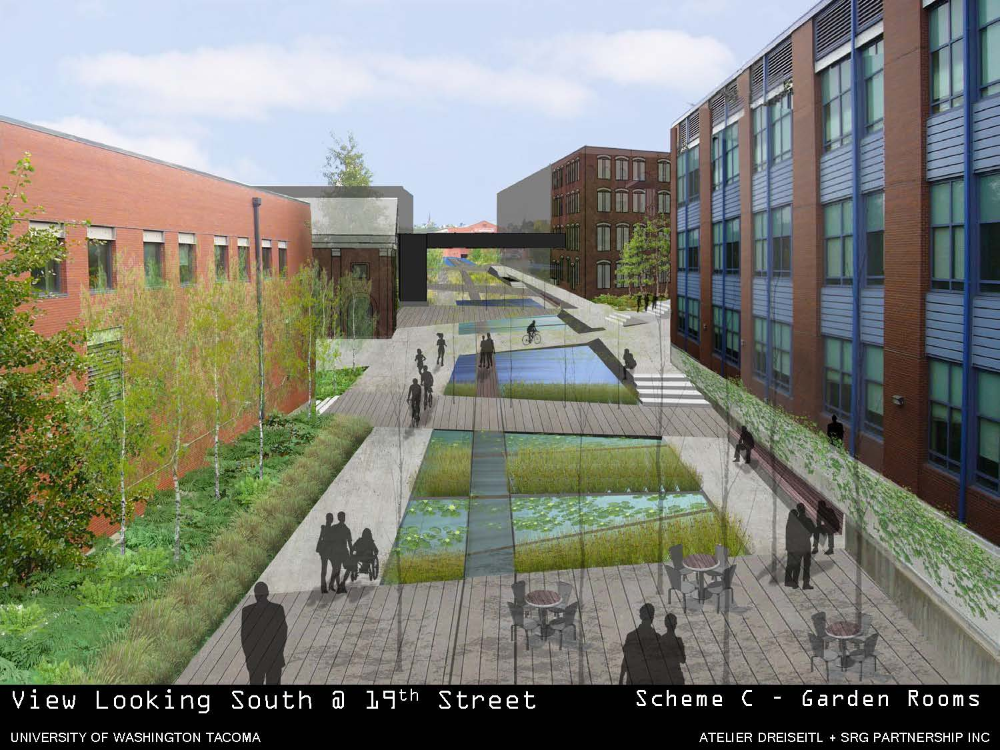 View Looking South @ 19th Street
Scheme C - Garden Rooms
UNIVERSITY OF WASHINGTON TACOMA
ATELIER DREISEITL + SRG PARTNERSHIP INC